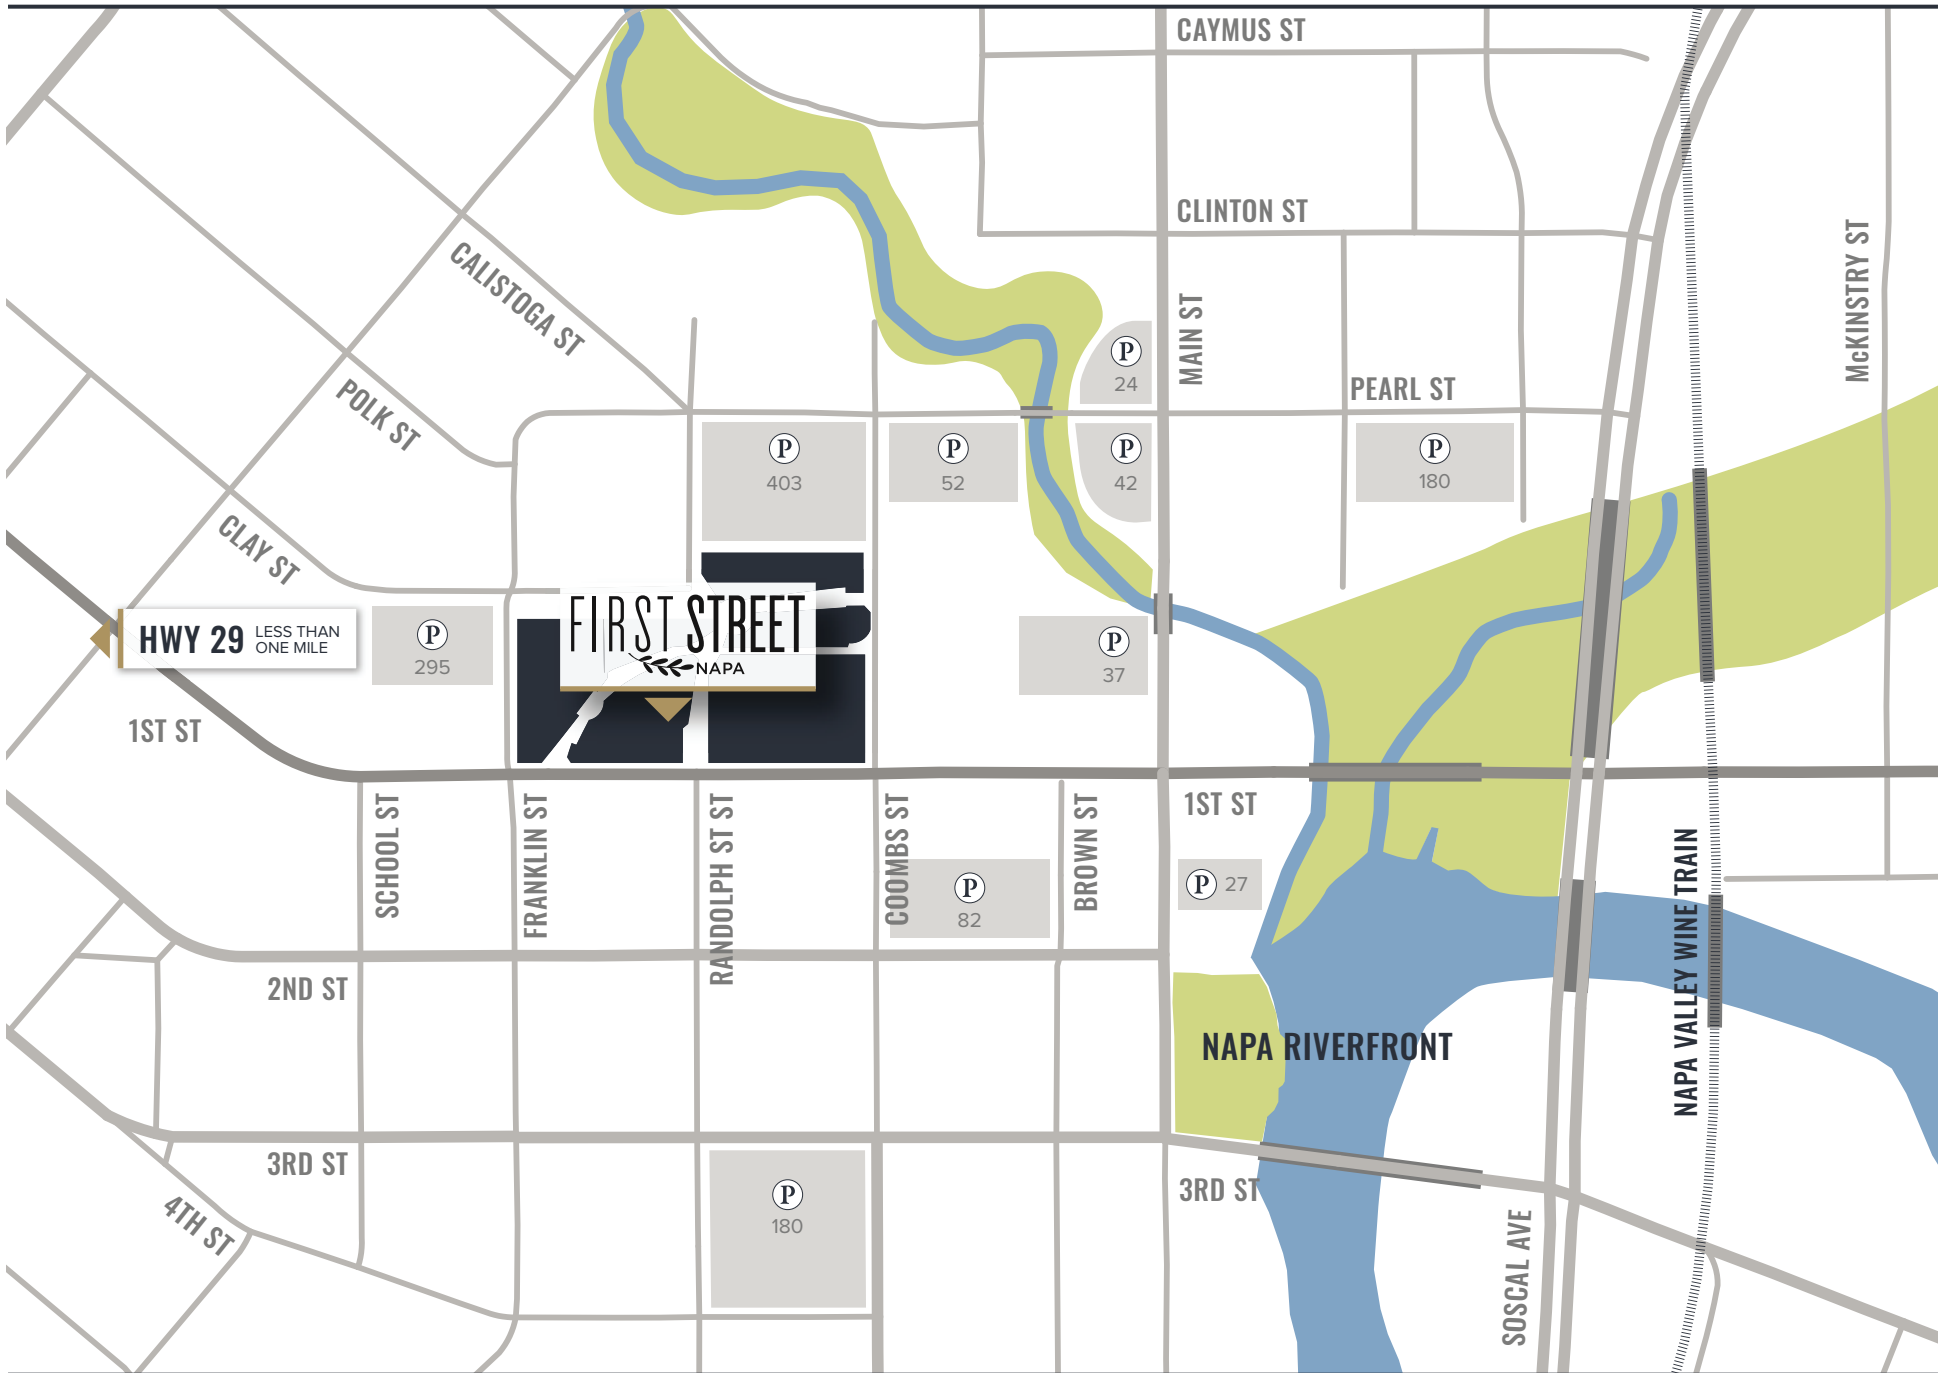 CAYMUS ST
CLINTON ST
CALISTOGA ST
McKINSTRY ST
MAIN ST
P
24
POLK ST
PEARL ST
P
403
P
52
P
42
P
180
CLAY ST
FIRST STREET
NAPA
HWY 29 LESS THAN
ONE MILE
P
295
P
37
1ST ST
1ST ST
SCHOOL ST
FRANKLIN ST
RANDOLPH ST ST
COOMBS ST
BROWN ST
P
82
P 27
NAPA VALLEY WINE TRAIN
2ND ST
NAPA RIVERFRONT
3RD ST
3RD ST
4TH ST
P
180
SOSCAL AVE